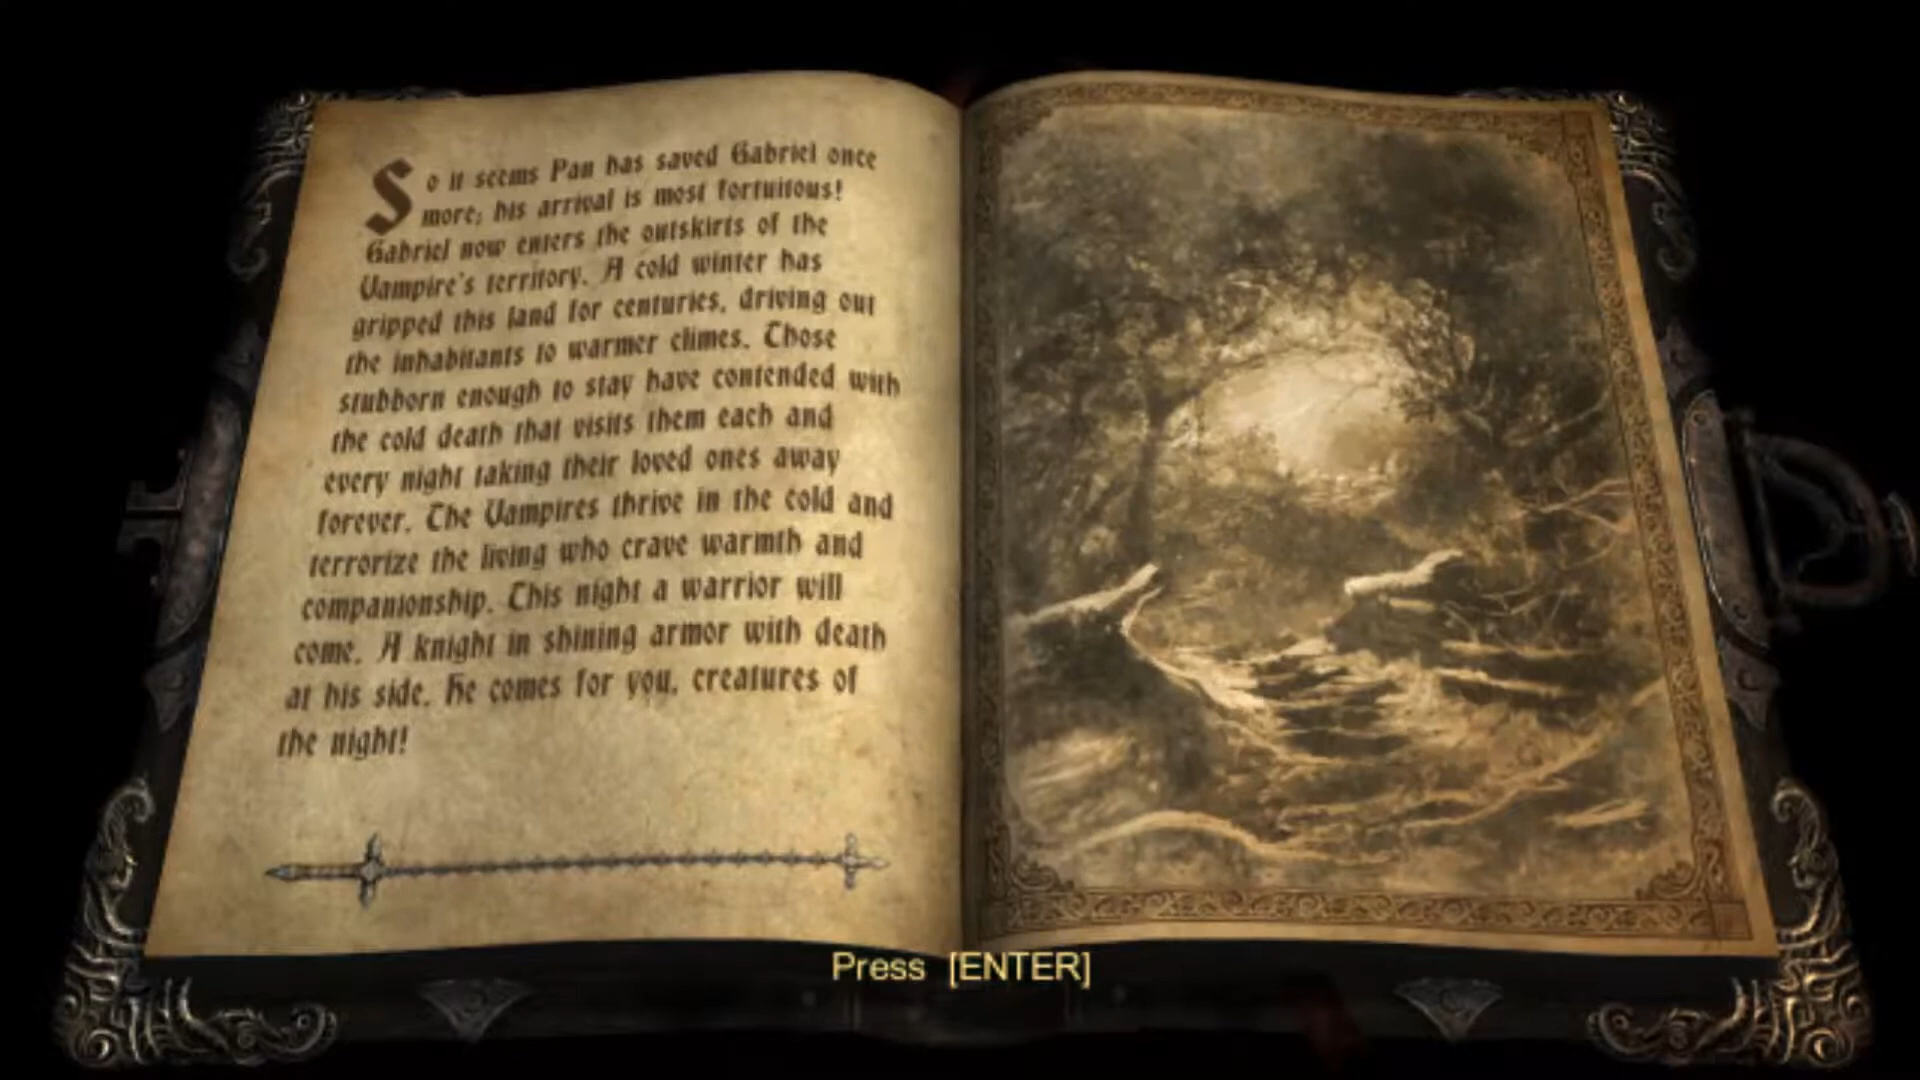 So it seems Pan has saved Gabriel once
more; his arrival is most fortuitous!
Gabriel now enters the outskirts of the
Vampire's territory. A cold winter has
gripped this land for centuries, driving out
the inhabitants to warmer climes. Those
stubborn enough to stay have contended with
the cold death that visits them each and
every night taking their loved ones away
forever. The Vampires thrive in the cold and
terrorize the living who crave warmth and
companionship. This night a warrior will
come. A knight in shining armor with death
at his side. He comes for you, creatures of
the night!
Press [ENTER]